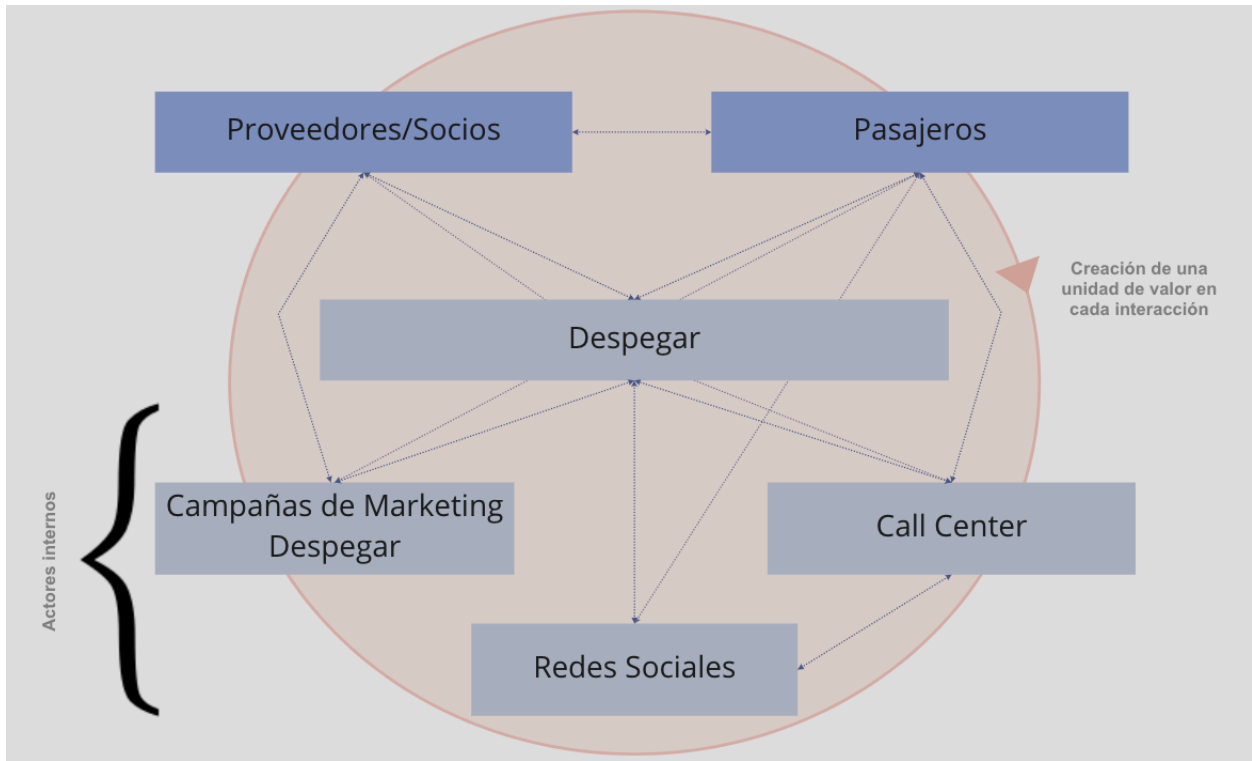 Proveedores/Socios
Pasajeros
Creación de una
unidad de valor en
cada interacción
Despegar
Actores internos
Campañas de Marketing
Despegar
Call Center
Redes Sociales